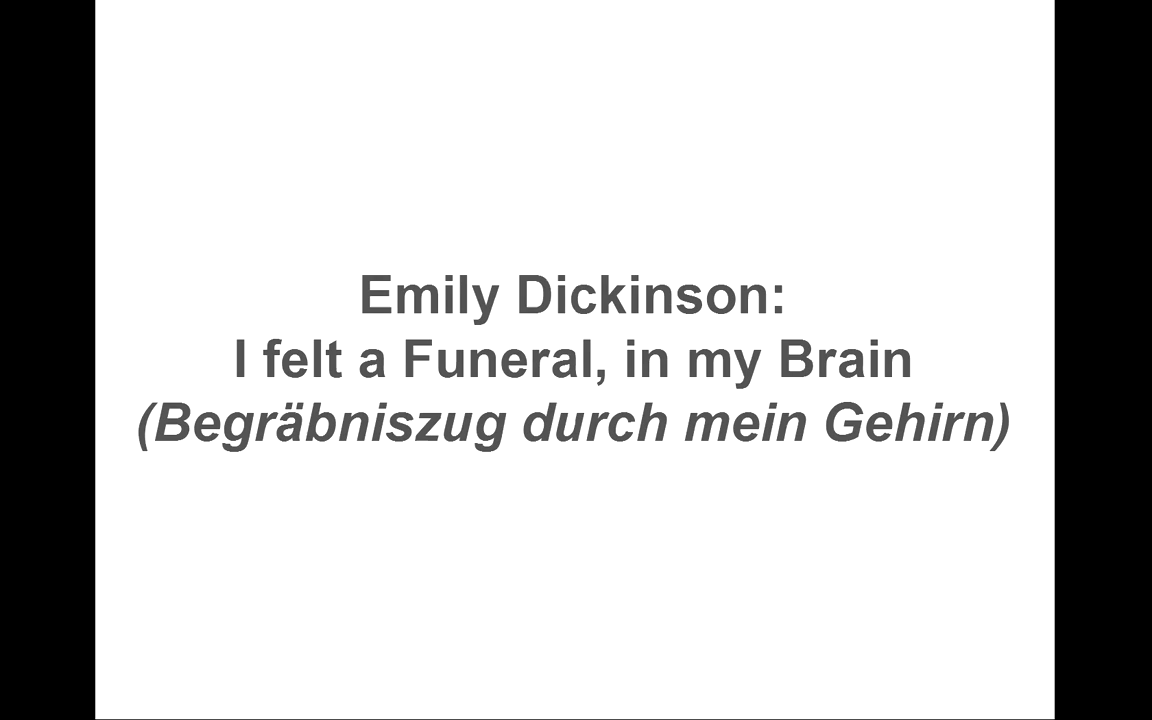 Emily Dickinson:
I felt a Funeral, in my Brain
(Begräbniszug durch mein Gehirn)